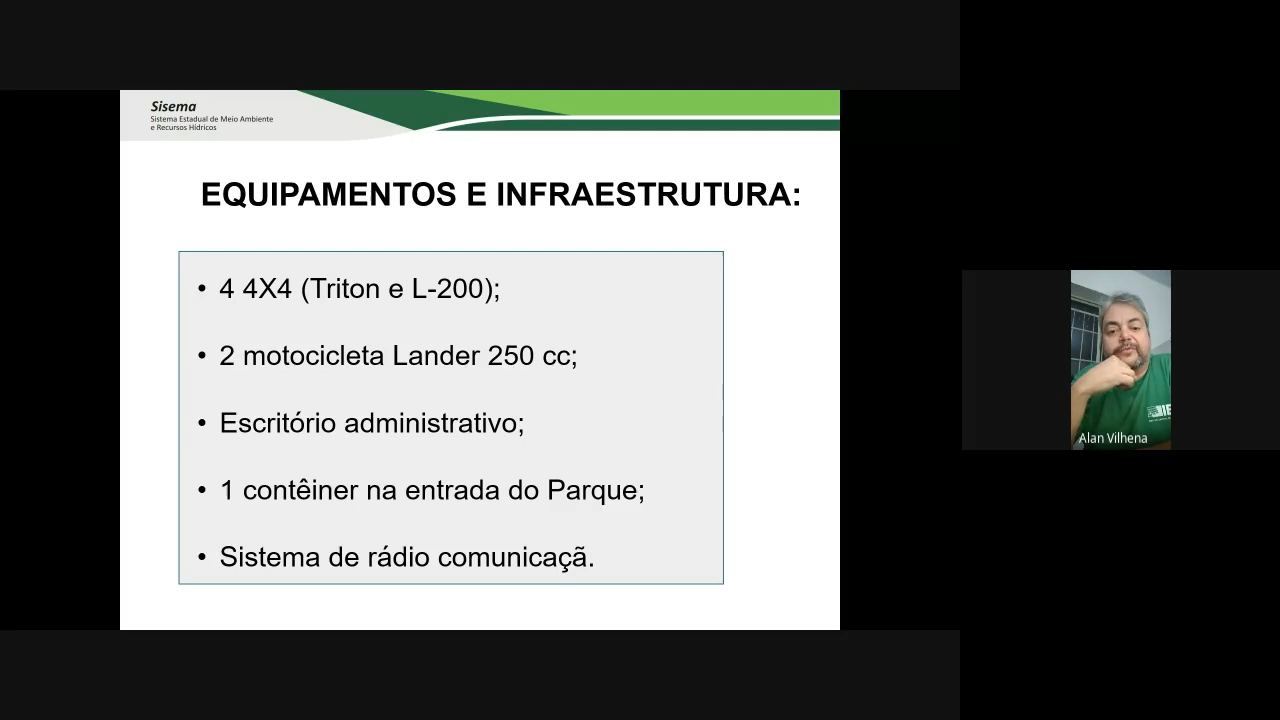 Sisema
Sistema Estadual de Meio Ambiente
e Recursos Hídricos
EQUIPAMENTOS E INFRAESTRUTURA:
• 4 4X4 (Triton e L-200);
• 2 motocicleta Lander 250 cc;
• Escritório administrativo;
• 1 contêiner na entrada do Parque;
• Sistema de rádio comunicaçã.
Alan Vilhena